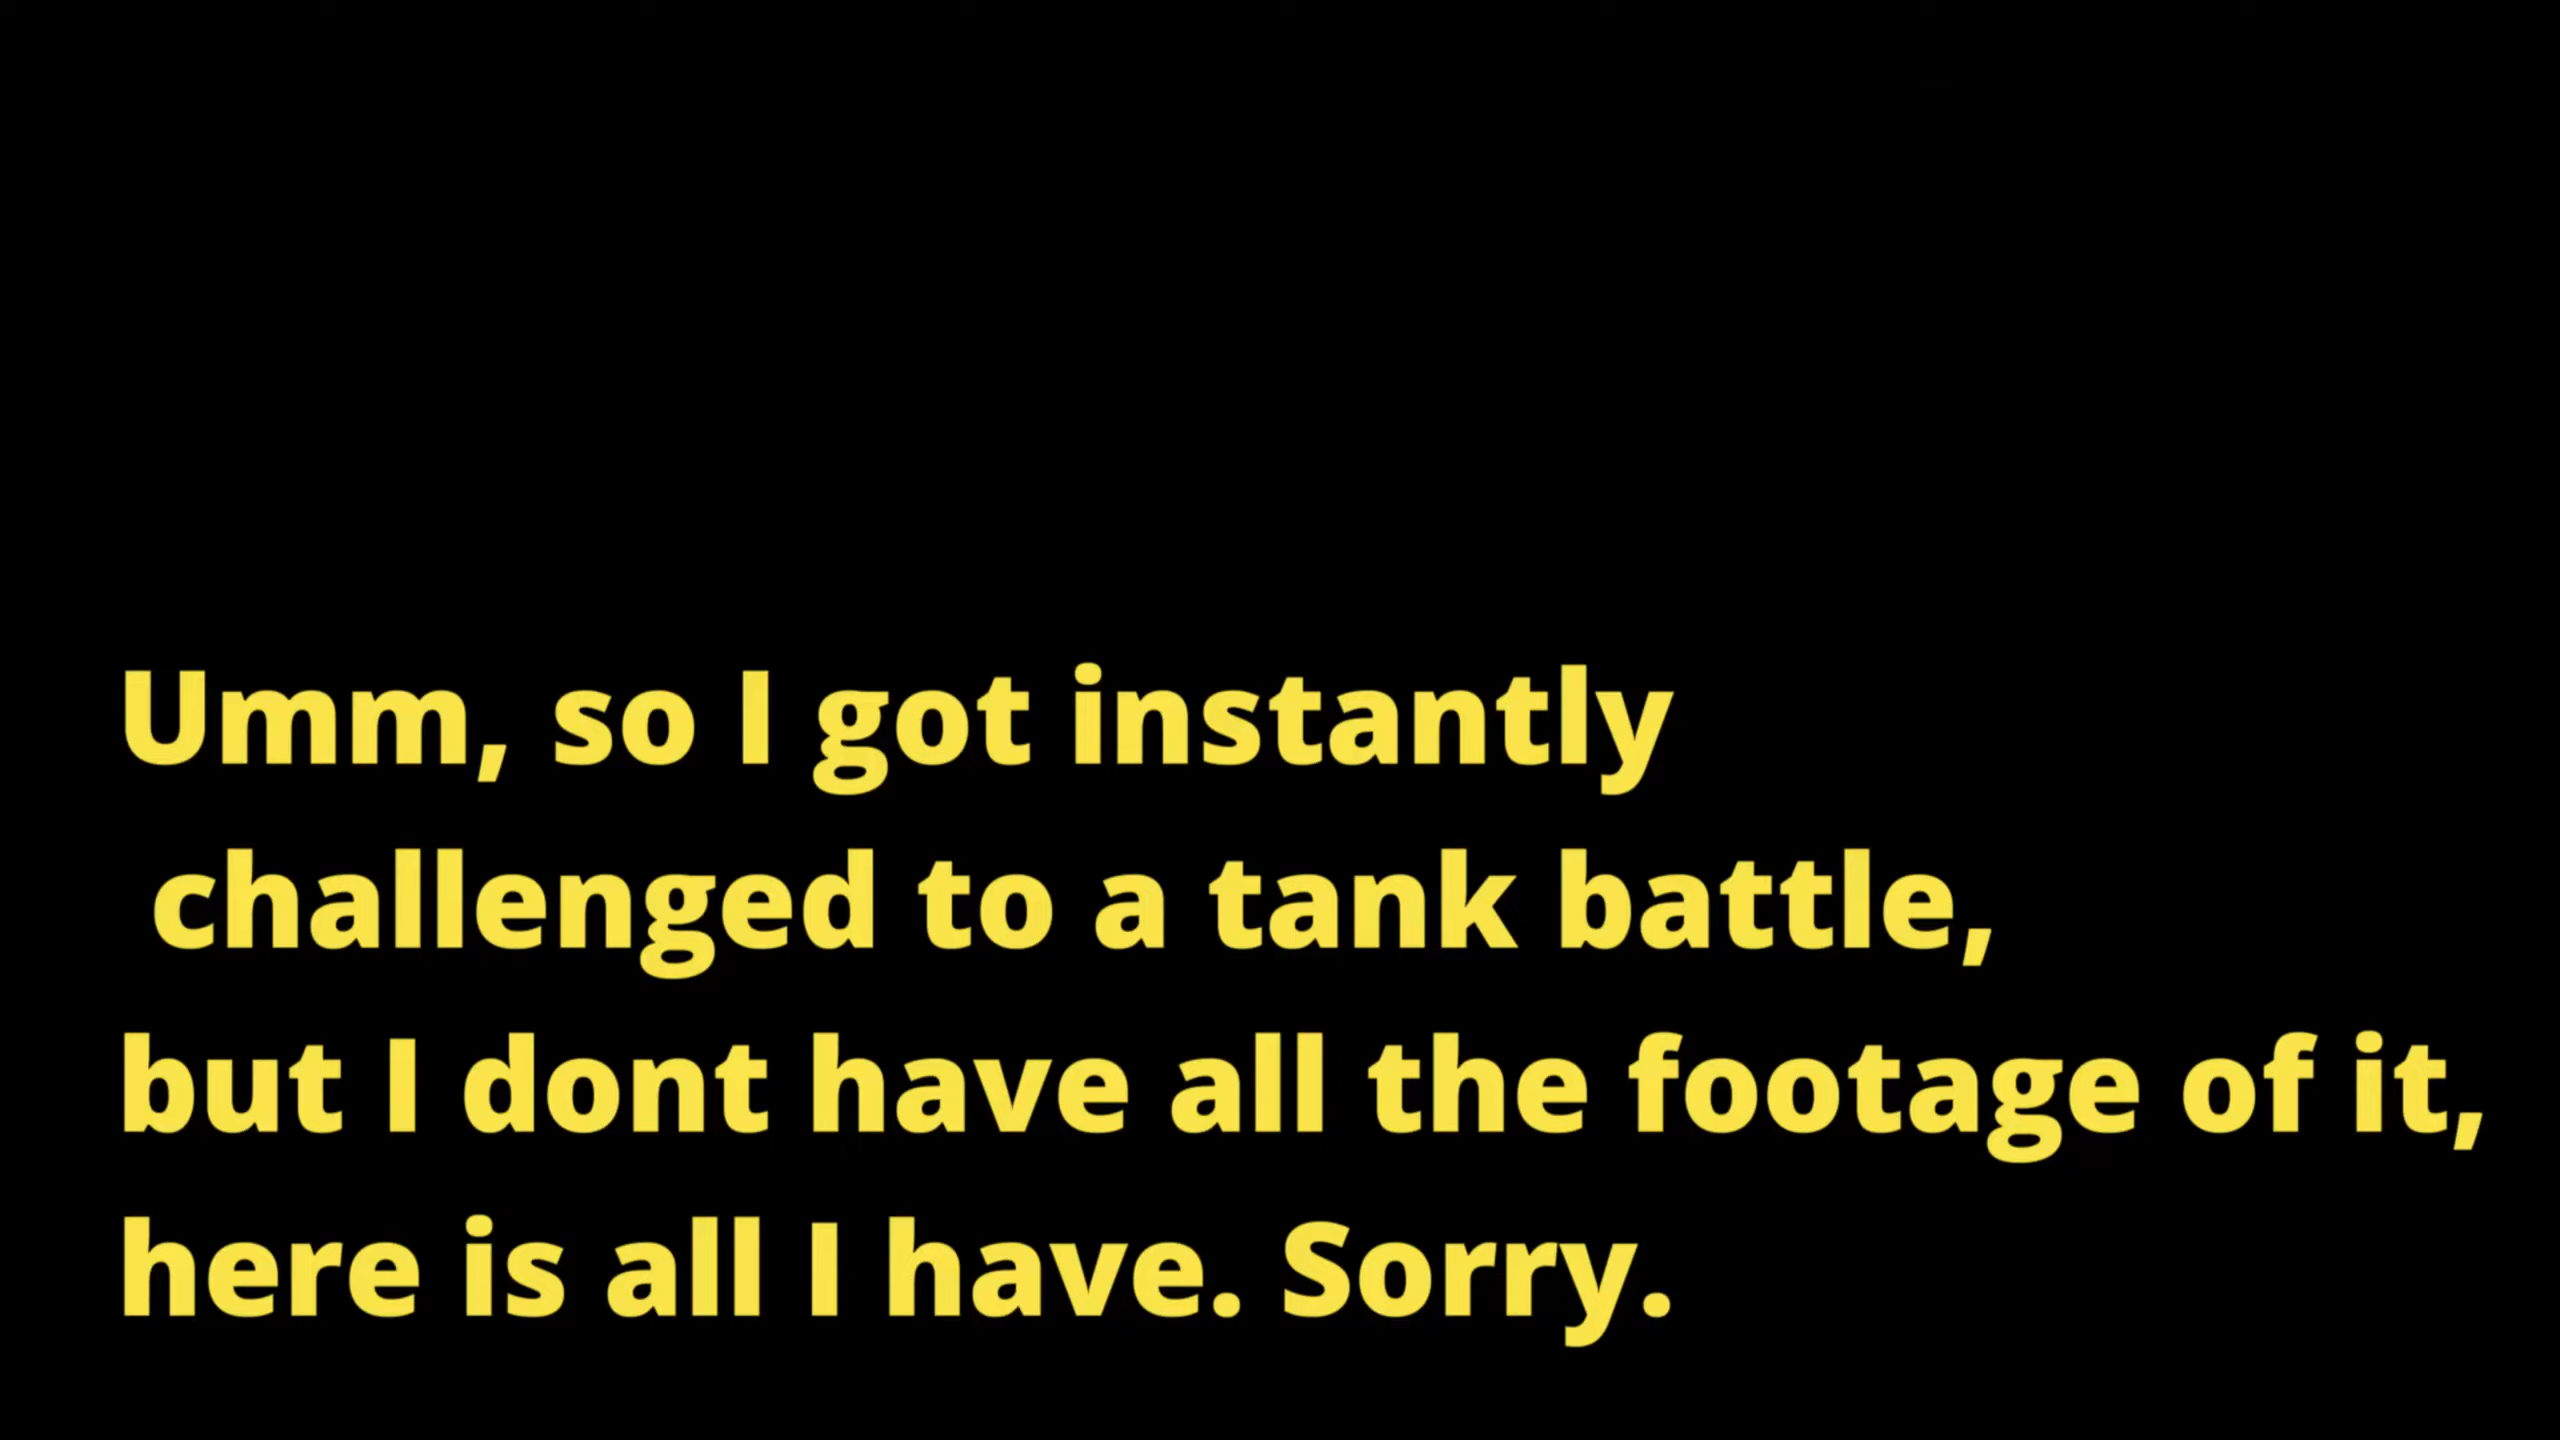 Umm, so I got instantly
challenged to a tank battle,
but I dont have all the footage of it,
here is all I have. Sorry.